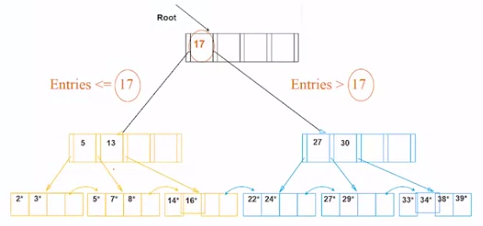 Root
17
Entries <= 17
Entries > 17
5 13
27 30
2* 3* 5* 7* 8* 14* 16* 22* 24* 27* 29* 33* 34* 38* 39*